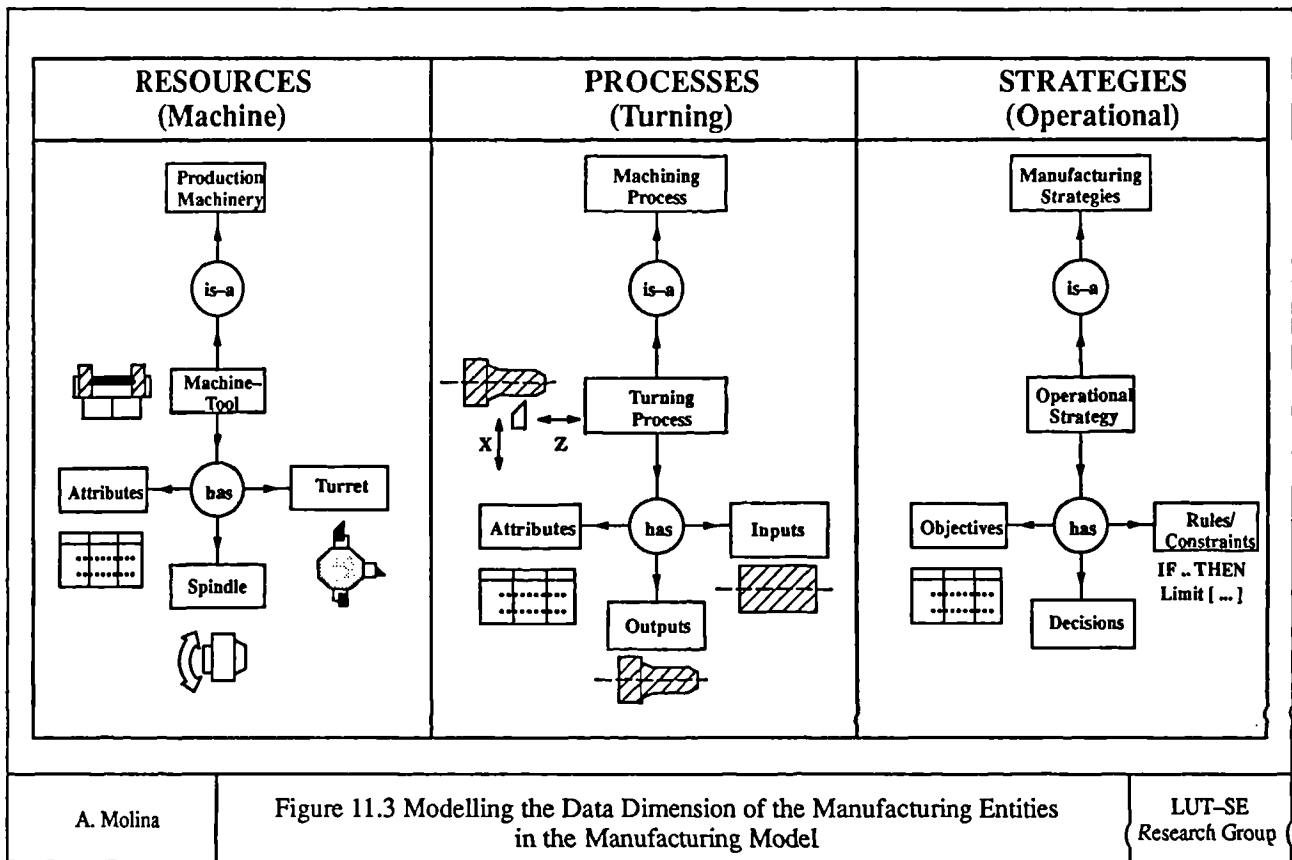 RESOURCES
(Machine)
Production
Machinery
is–a
Machine–
Tool
Attributes
has
Turret
Spindle
PROCESSES
(Turning)
Machining
Process
is–a
Turning
Process
X
Z
Attributes
has
Inputs
Outputs
STRATEGIES
(Operational)
Manufacturing
Strategies
is–a
Operational
Strategy
Objectives
has
Rules/
Constraints
IF .. THEN
Limit [ ... ]
Decisions
A. Molina
Figure 11.3 Modelling the Data Dimension of the Manufacturing Entities
in the Manufacturing Model
LUT–SE
Research Group